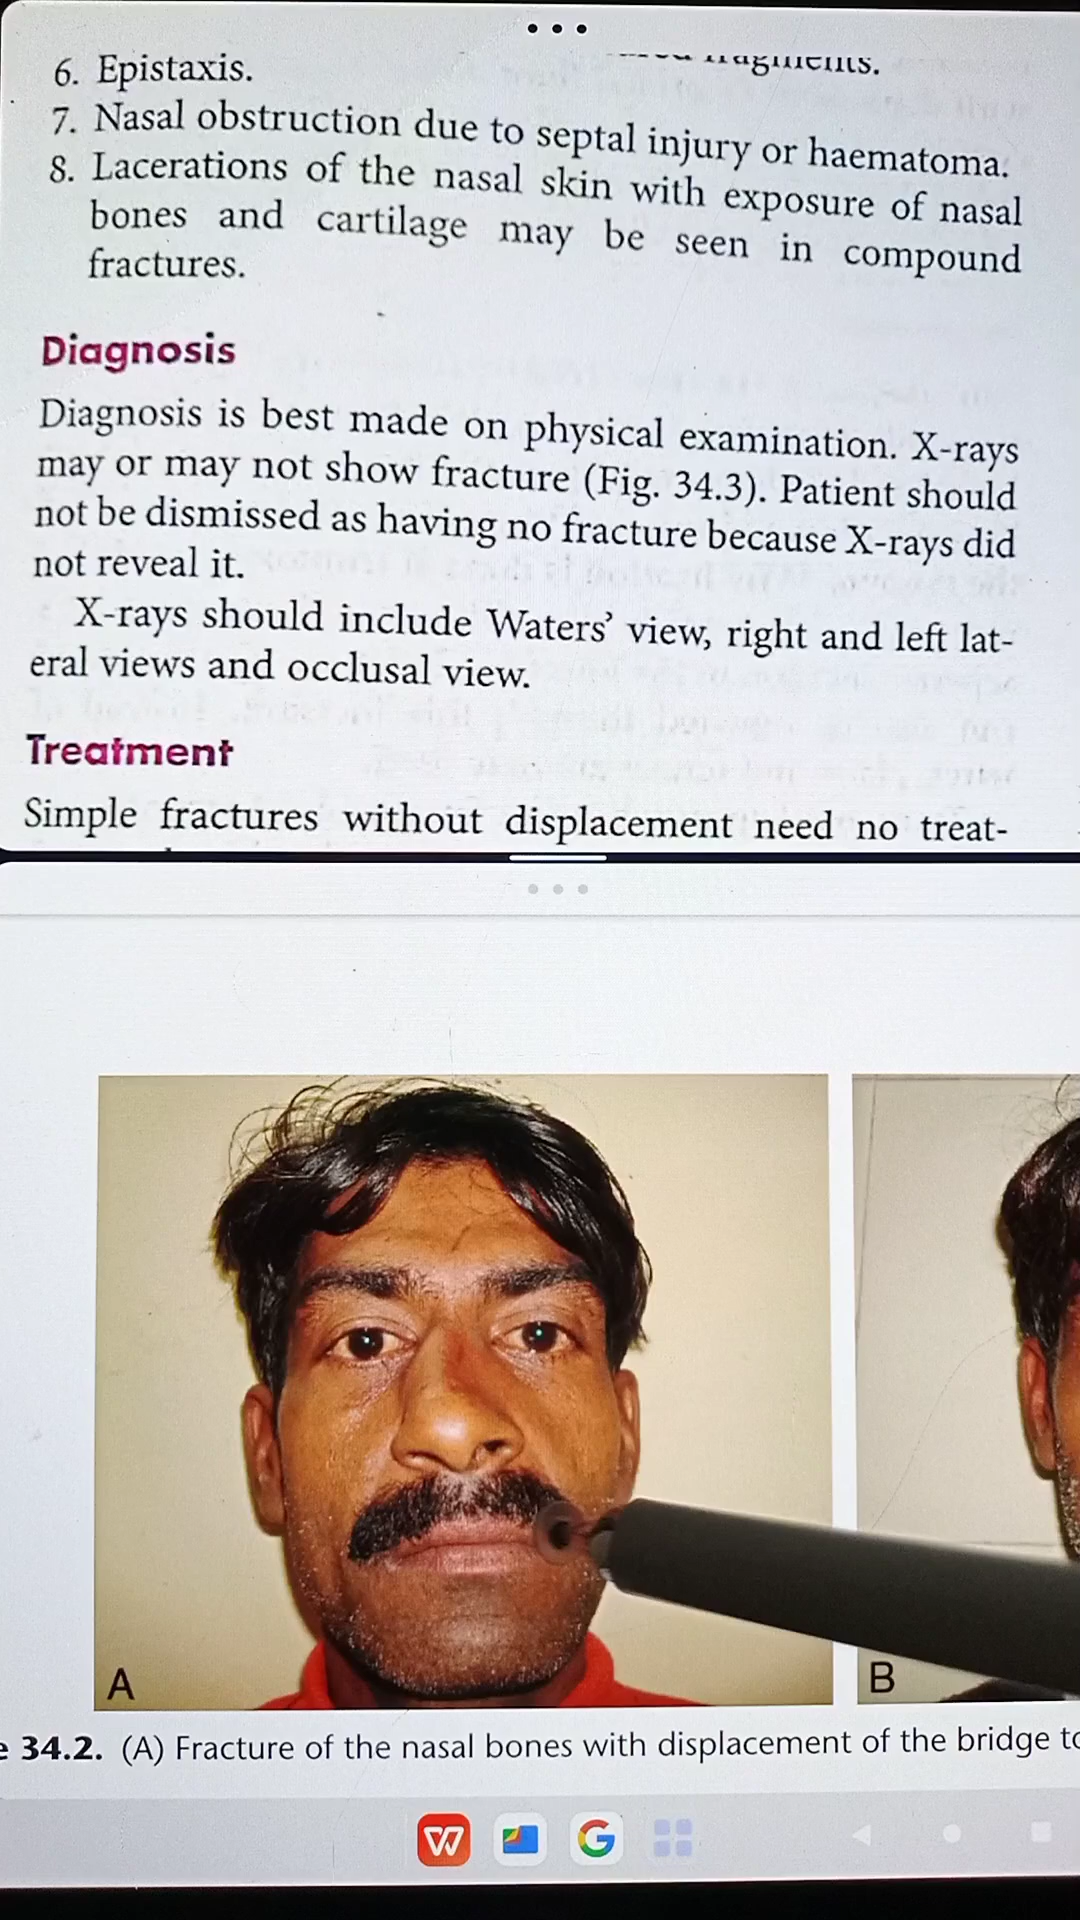 fragments.
6. Epistaxis.
7. Nasal obstruction due to septal injury or haematoma.
8. Lacerations of the nasal skin with exposure of nasal
bones and cartilage may be seen in compound
fractures.
Diagnosis
Diagnosis is best made on physical examination. X-rays
may or may not show fracture (Fig. 34.3). Patient should
not be dismissed as having no fracture because X-rays did
not reveal it.
X-rays should include Waters’ view, right and left lat-
eral views and occlusal view.
Treatment
Simple fractures without displacement need no treat-
A
B
34.2. (A) Fracture of the nasal bones with displacement of the bridge